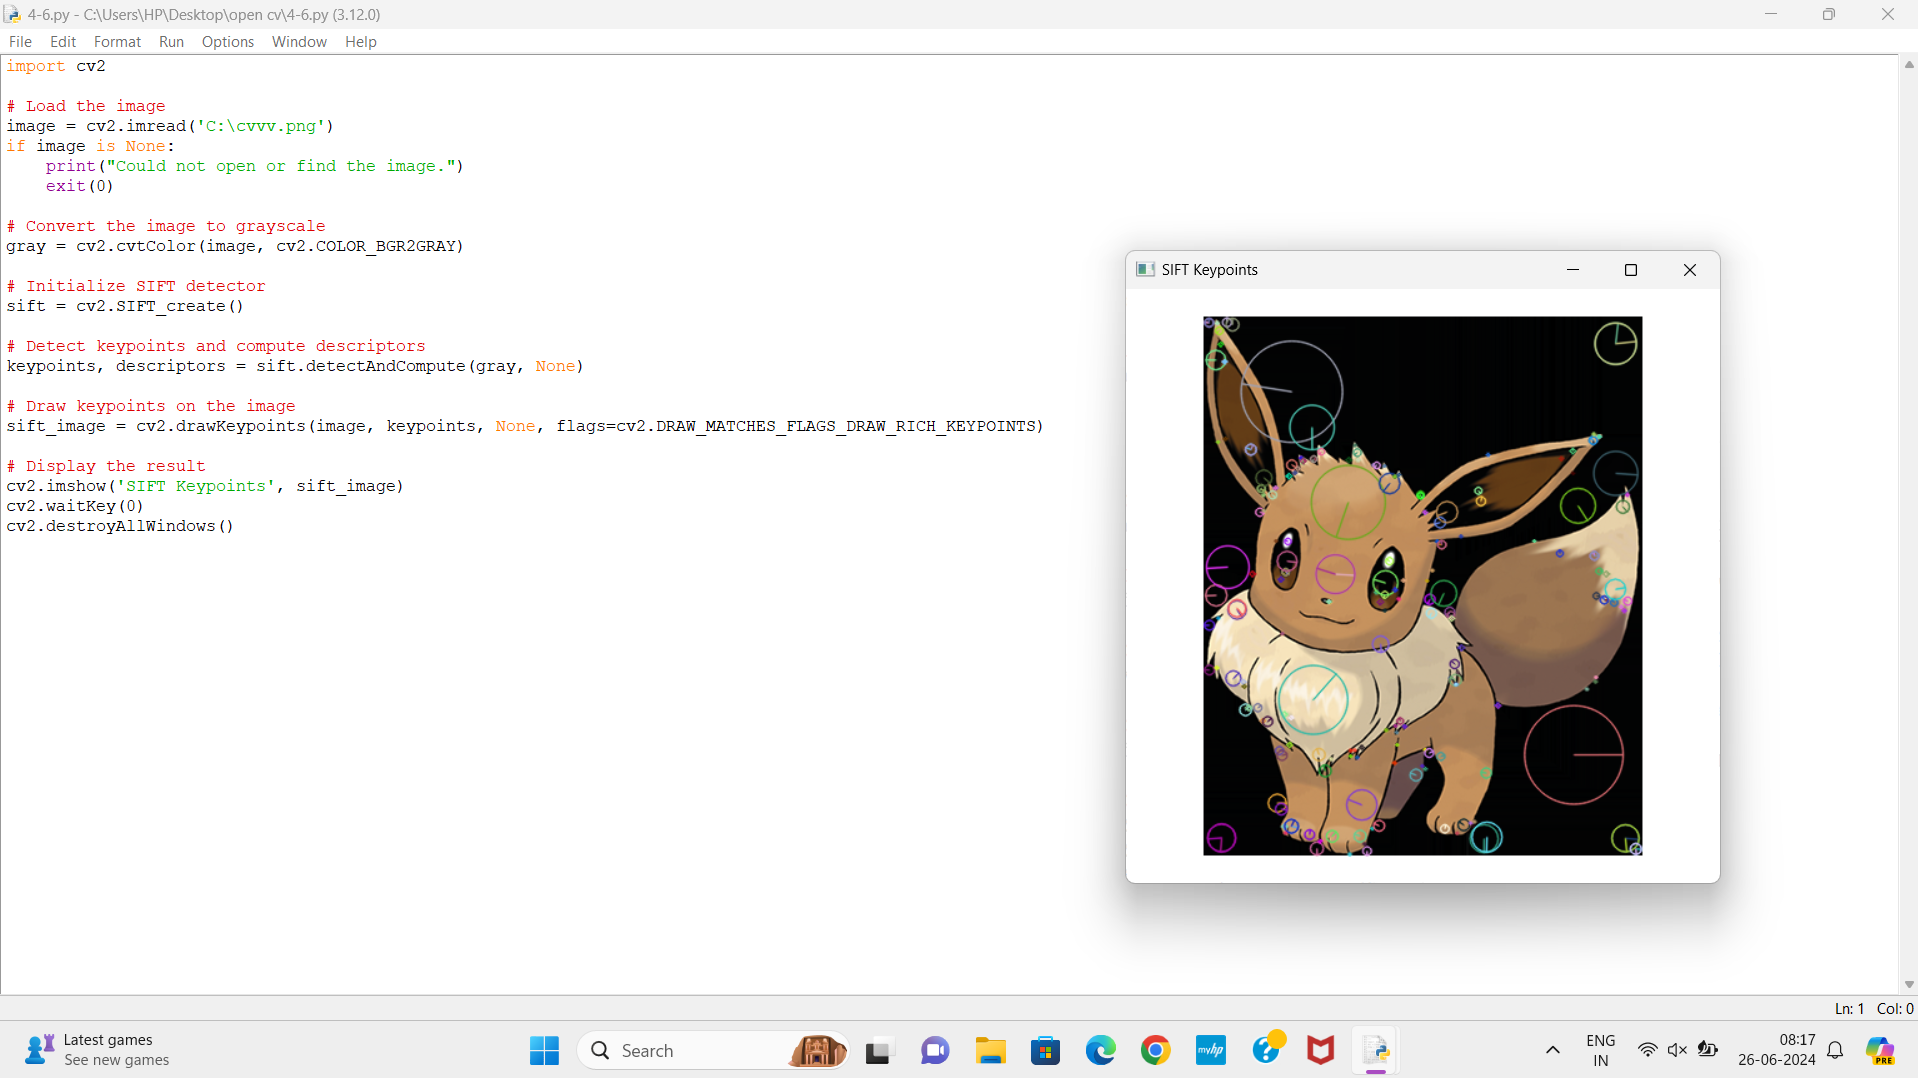 4-6.py - C:\Users\HP\Desktop\open cv\4-6.py (3.12.0)
File Edit Format Run Options Window Help
import cv2
# Load the image
image = cv2.imread('C:\cvvv.png')
if image is None:
    print("Could not open or find the image.")
    exit(0)
# Convert the image to grayscale
gray = cv2.cvtColor(image, cv2.COLOR_BGR2GRAY)
# Initialize SIFT detector
sift = cv2.SIFT_create()
# Detect keypoints and compute descriptors
keypoints, descriptors = sift.detectAndCompute(gray, None)
# Draw keypoints on the image
sift_image = cv2.drawKeypoints(image, keypoints, None, flags=cv2.DRAW_MATCHES_FLAGS_DRAW_RICH_KEYPOINTS)
# Display the result
cv2.imshow('SIFT Keypoints', sift_image)
cv2.waitKey(0)
cv2.destroyAllWindows()
SIFT Keypoints
Ln: 1 Col: 0
Latest games
See new games
Search
myhp
ENG
IN
08:17
26-06-2024
PRE